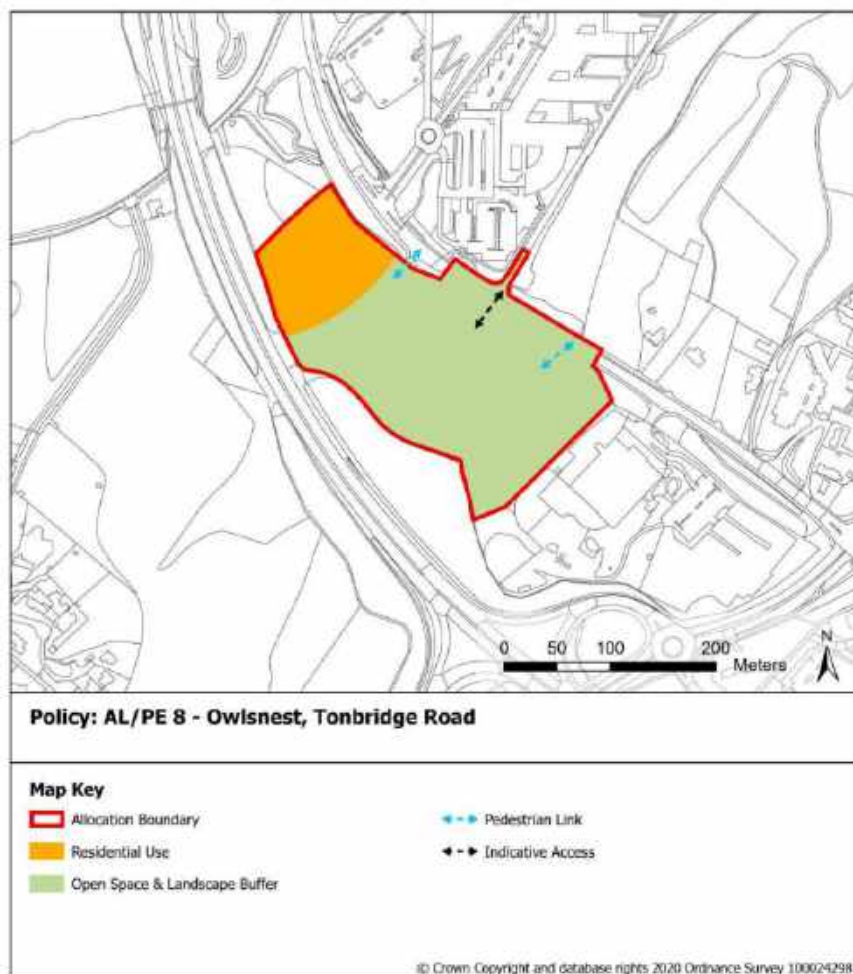 0 50 100 200
Meters
N
Policy: AL/PE 8 - Owlsnest, Tonbridge Road
Map Key
Allocation Boundary
Pedestrian Link
Residential Use
Indicative Access
Open Space & Landscape Buffer
© Crown Copyright and database rights 2020 Ordnance Survey 100024298